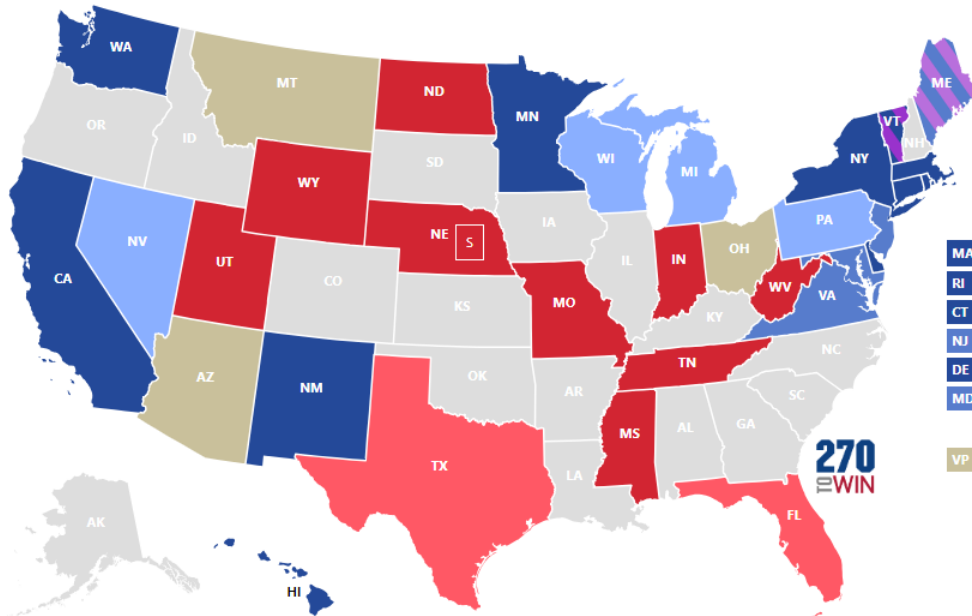 WA
MT
ND
MN
OR
ID
SD
WI
MI
VT
ME
NH
NY
WY
NE
S
IA
PA
NV
UT
CO
IL
IN
OH
CA
KS
MO
WV
VA
KY
NC
AZ
NM
OK
AR
TN
SC
MS
AL
GA
TX
LA
FL
AK
HI
MA
RI
CT
NJ
DE
MD
VP
270
TO WIN